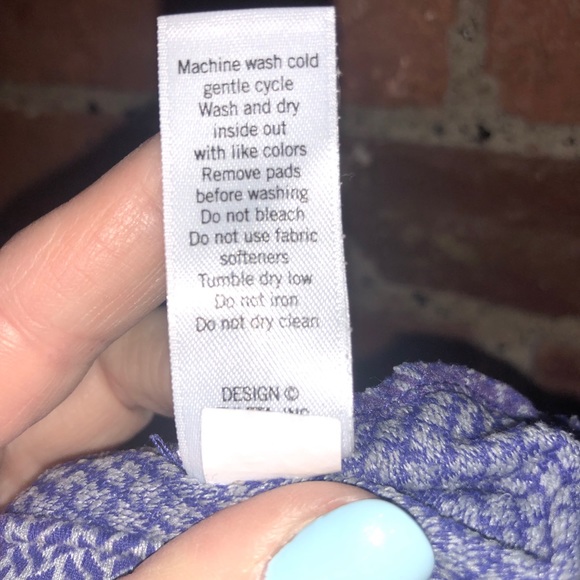 Machine wash cold
gentle cycle
Wash and dry
inside out
with like colors
Remove pads
before washing
Do not bleach
Do not use fabric
softeners
Tumble dry low
Do not iron
Do not dry clean
DESIGN ©
INC